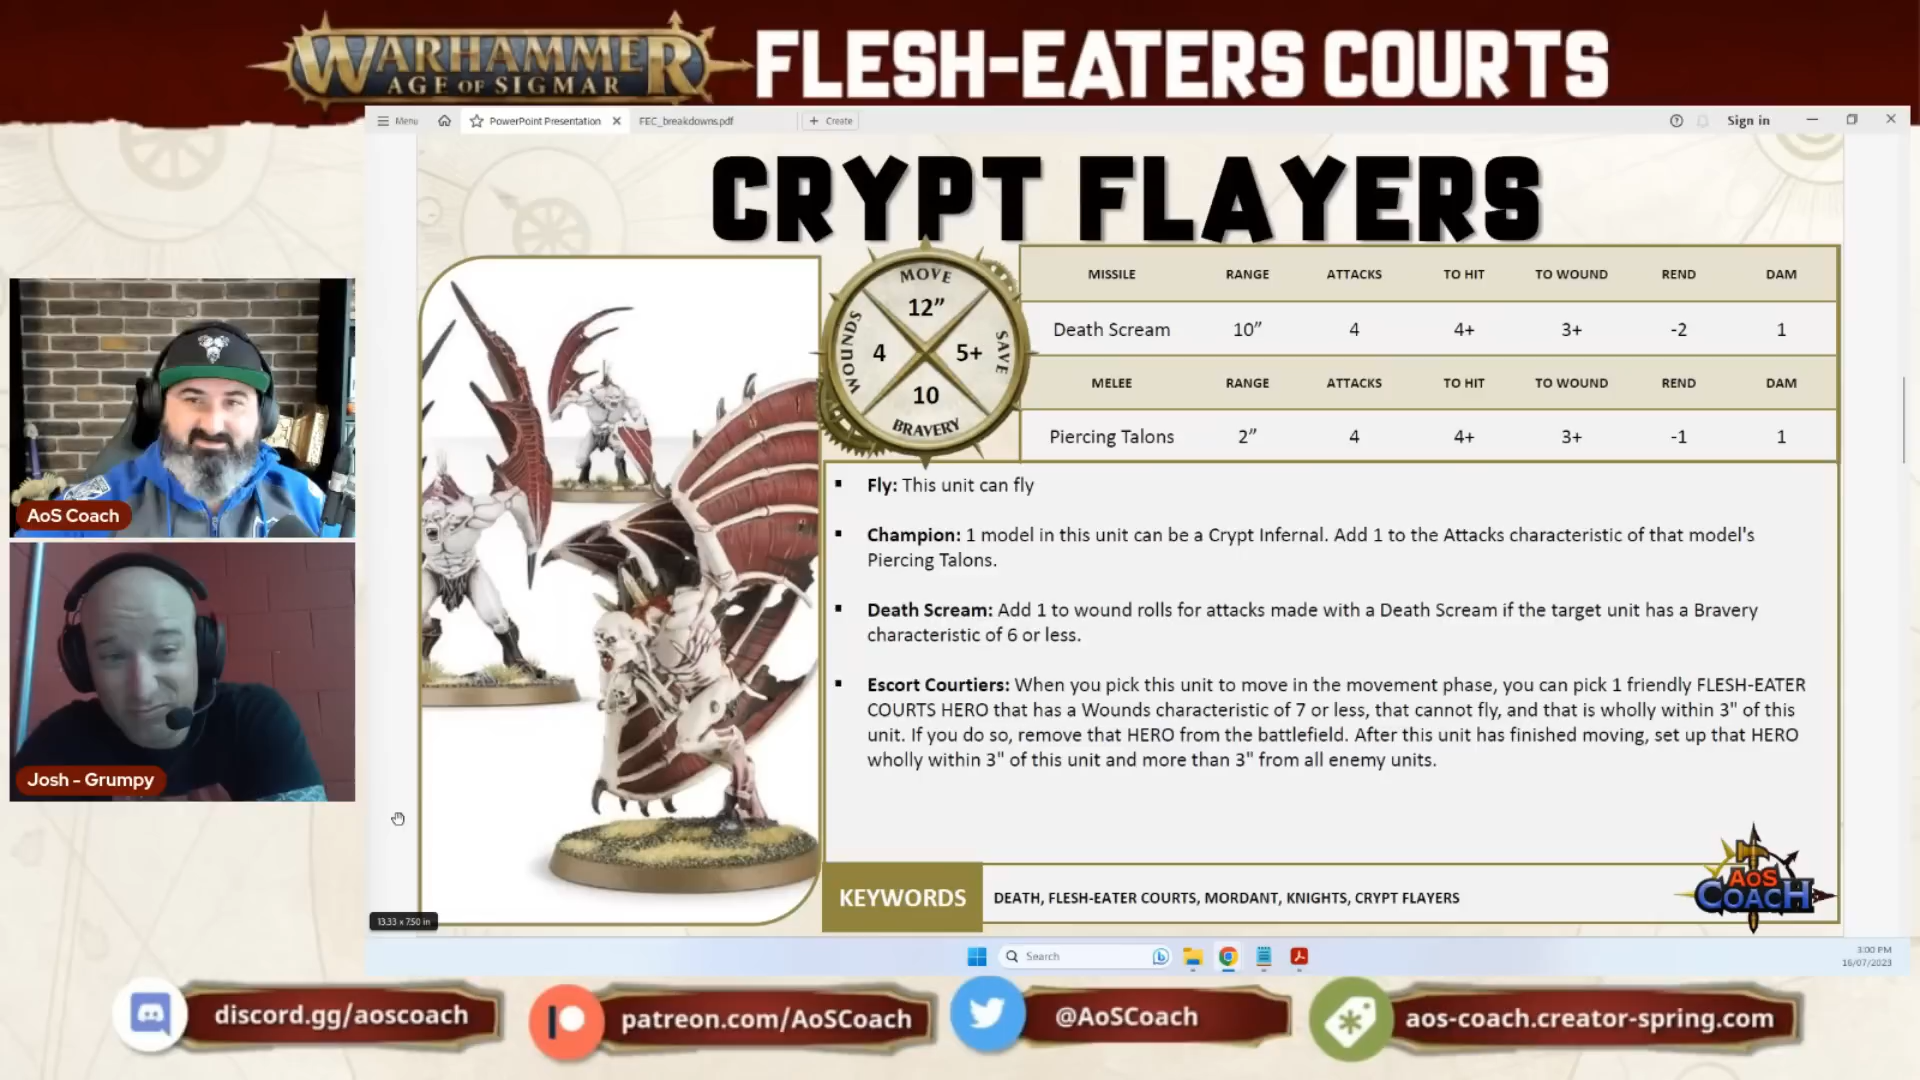 WARHAMMER
AGE OF SIGMAR
FLESH-EATERS COURTS
Menu
PowerPoint Presentation
FEC_breakdowns.pdf
+ Create
Sign in
CRYPT FLAYERS
MOVE
12”
WOUNDS
4
5+
SAVE
10
BRAVERY
MISSILE RANGE ATTACKS TO HIT TO WOUND REND DAM
Death Scream 10” 4 4+ 3+ -2 1
MELEE RANGE ATTACKS TO HIT TO WOUND REND DAM
Piercing Talons 2” 4 4+ 3+ -1 1
▪ Fly: This unit can fly
▪ Champion: 1 model in this unit can be a Crypt Infernal. Add 1 to the Attacks characteristic of that model's
Piercing Talons.
▪ Death Scream: Add 1 to wound rolls for attacks made with a Death Scream if the target unit has a Bravery
characteristic of 6 or less.
▪ Escort Courtiers: When you pick this unit to move in the movement phase, you can pick 1 friendly FLESH-EATER
COURTS HERO that has a Wounds characteristic of 7 or less, that cannot fly, and that is wholly within 3" of this
unit. If you do so, remove that HERO from the battlefield. After this unit has finished moving, set up that HERO
wholly within 3" of this unit and more than 3" from all enemy units.
KEYWORDS
DEATH, FLESH-EATER COURTS, MORDANT, KNIGHTS, CRYPT FLAYERS
AoS
COACH
AoS Coach
Josh - Grumpy
13.33 x 7.50 in
Search
3:00 PM
16/07/2023
discord.gg/aoscoach
patreon.com/AoSCoach
@AoSCoach
aos-coach.creator-spring.com